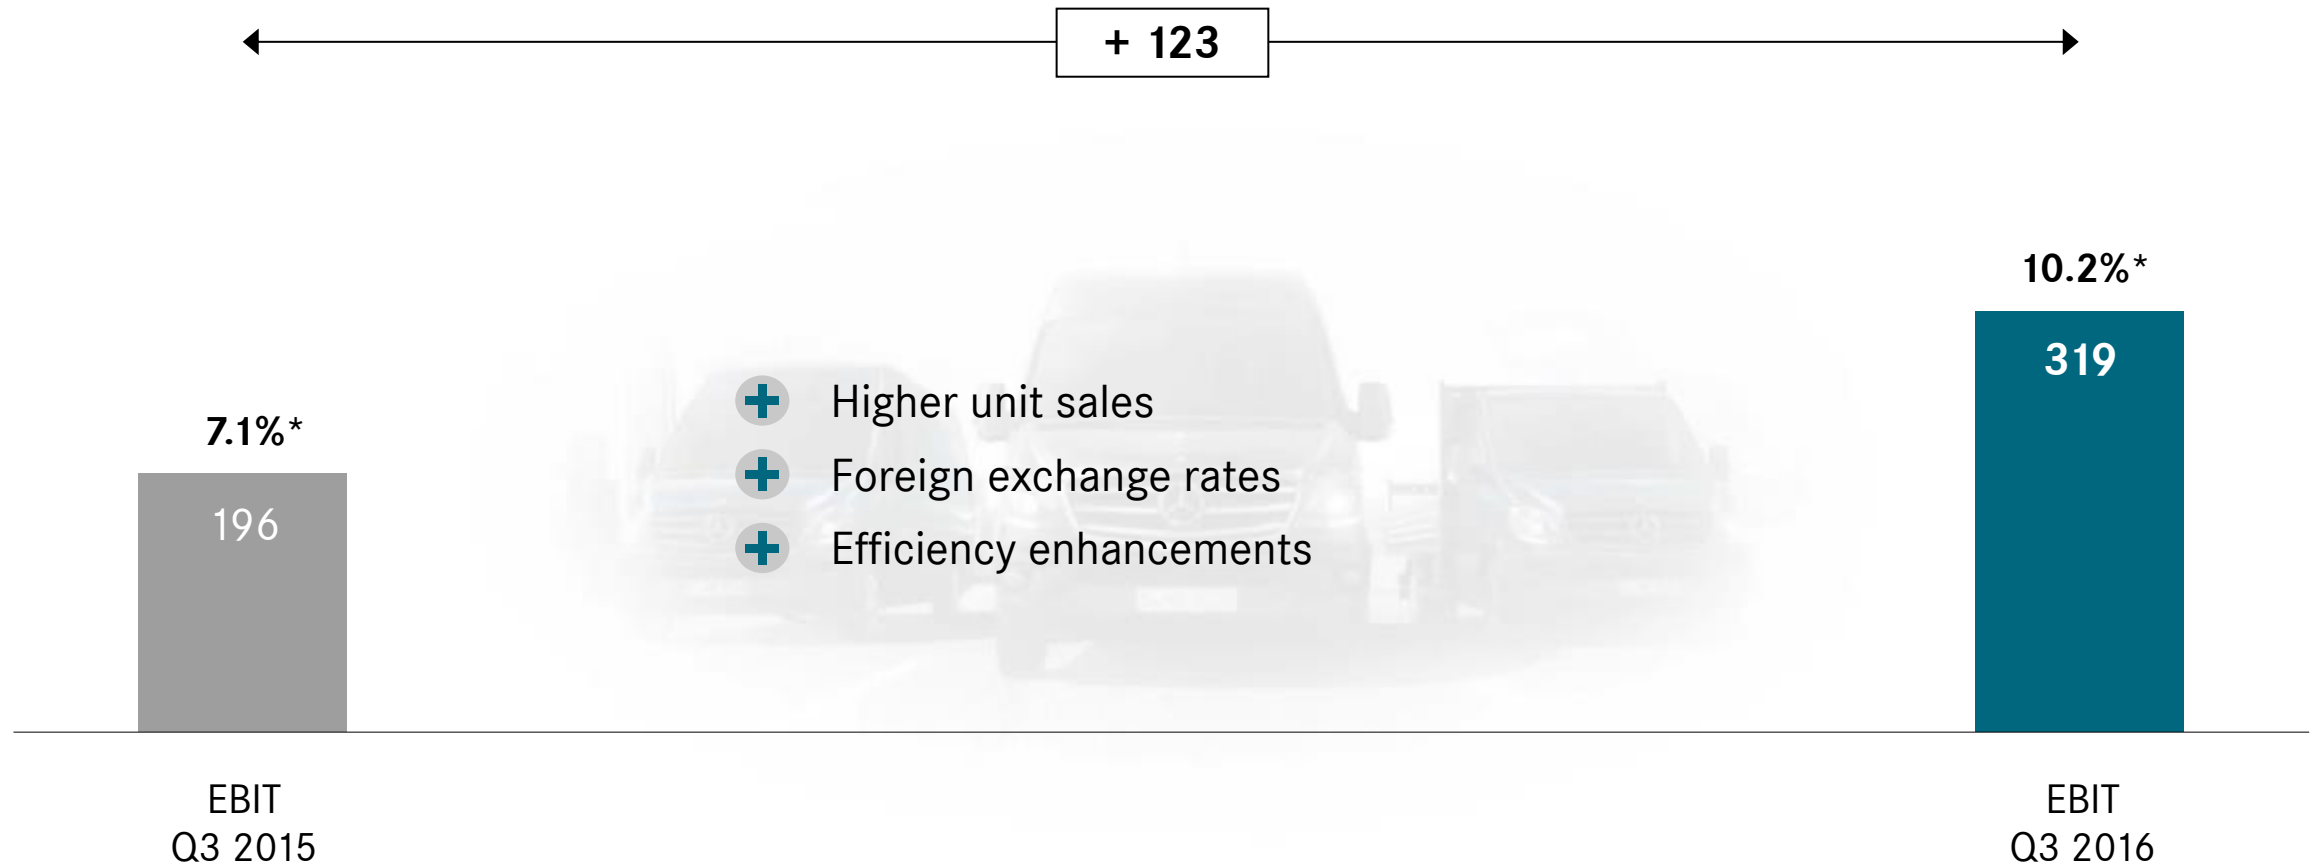 + 123
10.2%*
319
7.1%*
196
Higher unit sales
Foreign exchange rates
Efficiency enhancements
EBIT
Q3 2015
EBIT
Q3 2016